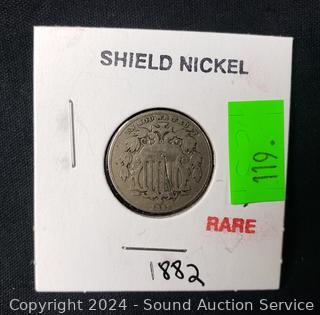 SHIELD NICKEL
119.
RARE
1882
Copyright 2024 - Sound Auction Service